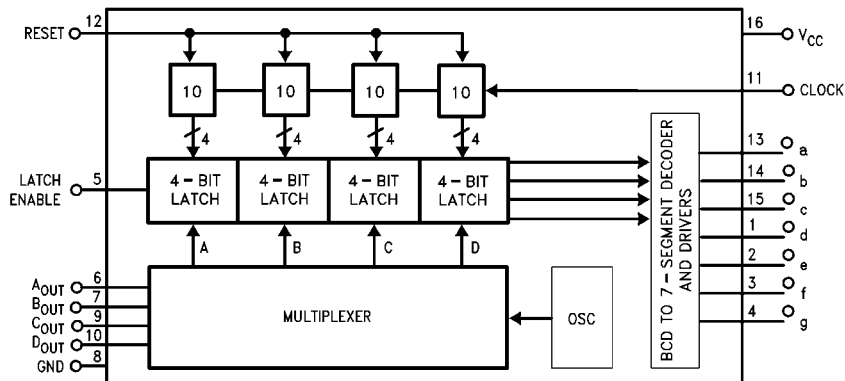 12
RESET
16
VCC
10 10 10 10
11
CLOCK
4 4 4 4
5
LATCH
ENABLE
4-BIT
LATCH
4-BIT
LATCH
4-BIT
LATCH
4-BIT
LATCH
A B C D
BCD TO 7-SEGMENT DECODER
AND DRIVERS
13
a
14
b
15
c
1
d
2
e
3
f
4
g
6
AOUT
7
BOUT
9
COUT
10
DOUT
8
GND
MULTIPLEXER
OSC